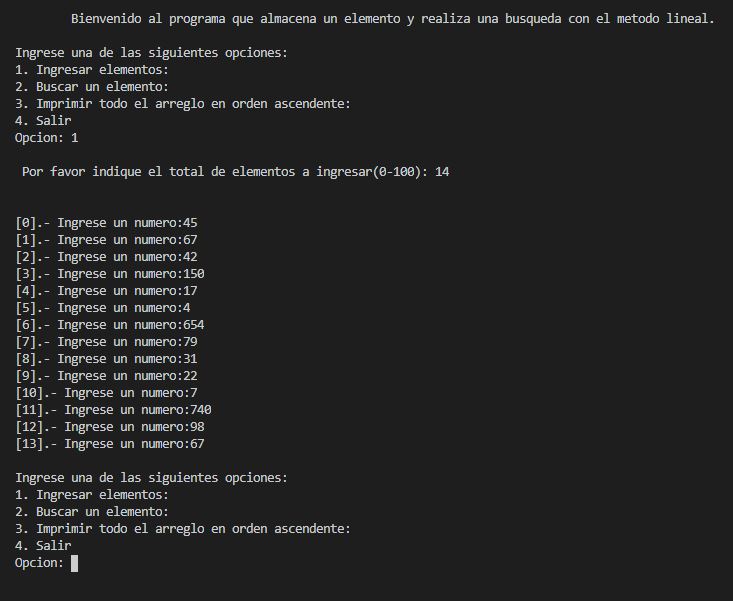 Bienvenido al programa que almacena un elemento y realiza una busqueda con el metodo lineal.
Ingrese una de las siguientes opciones:
1. Ingresar elementos:
2. Buscar un elemento:
3. Imprimir todo el arreglo en orden ascendente:
4. Salir
Opcion: 1
Por favor indique el total de elementos a ingresar(0-100): 14
[0].- Ingrese un numero:45
[1].- Ingrese un numero:67
[2].- Ingrese un numero:42
[3].- Ingrese un numero:150
[4].- Ingrese un numero:17
[5].- Ingrese un numero:4
[6].- Ingrese un numero:654
[7].- Ingrese un numero:79
[8].- Ingrese un numero:31
[9].- Ingrese un numero:22
[10].- Ingrese un numero:7
[11].- Ingrese un numero:740
[12].- Ingrese un numero:98
[13].- Ingrese un numero:67
Ingrese una de las siguientes opciones:
1. Ingresar elementos:
2. Buscar un elemento:
3. Imprimir todo el arreglo en orden ascendente:
4. Salir
Opcion: